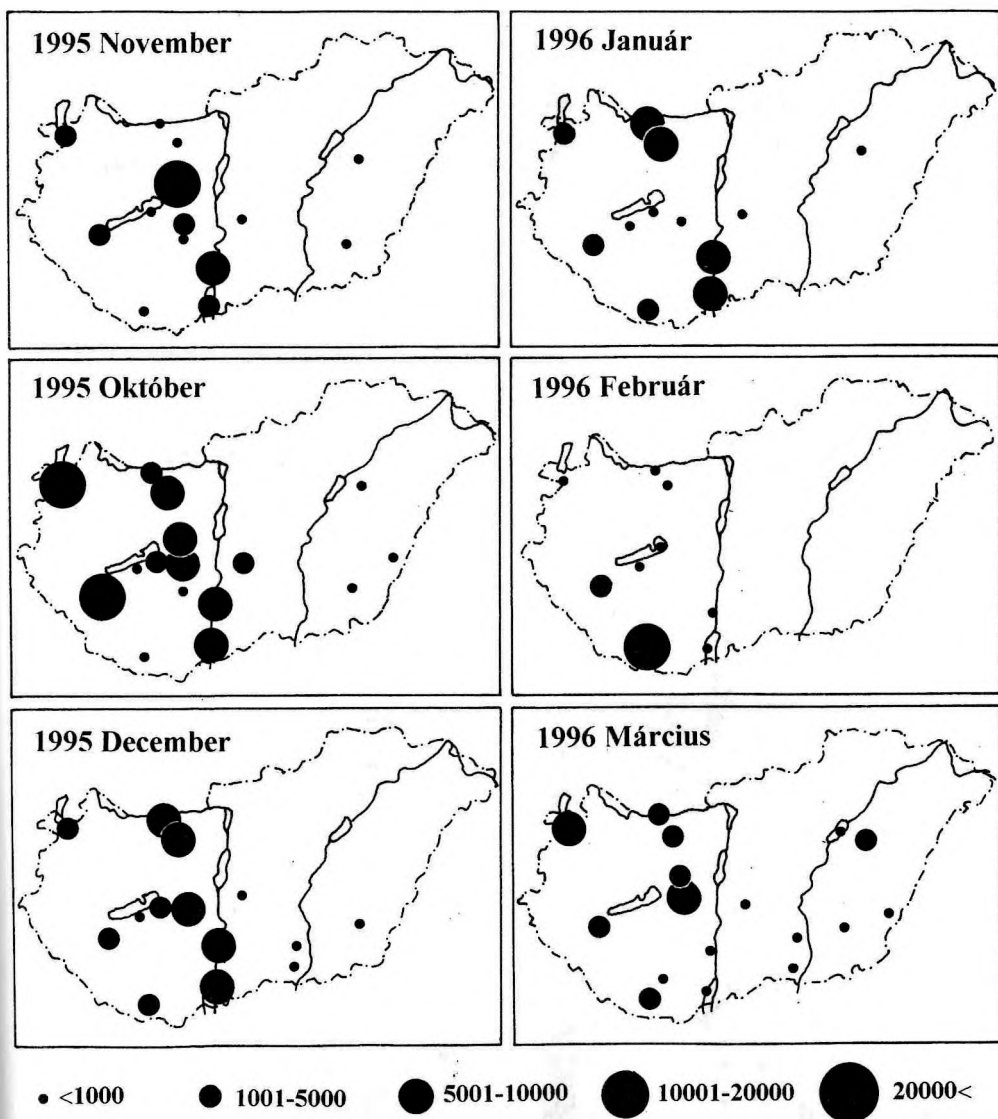 1995 November
1996 Január
1995 Október
1996 Február
1995 December
1996 Március
<1000
1001-5000
5001-10000
10001-20000
20000<